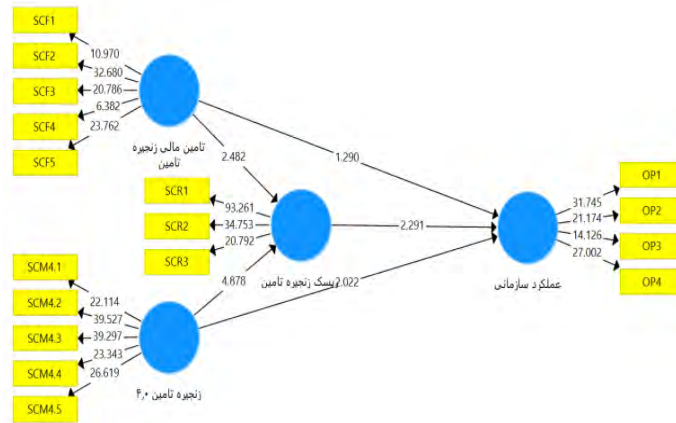 SCF1
SCF2
SCF3
SCF4
SCF5
10.970
32.680
20.786
6.382
23.762
تامین مالی زنجیره
تامین
2.482
1.290
SCR1
SCR2
SCR3
93.261
34.753
20.792
ریسک زنجیره تامین
2.291
4.878
2.022
SCM4.1
SCM4.2
SCM4.3
SCM4.4
SCM4.5
22.114
39.527
39.297
23.343
26.619
زنجیره تامین ۴٫۰
عملکرد سازمانی
31.745
21.174
14.126
27.002
OP1
OP2
OP3
OP4